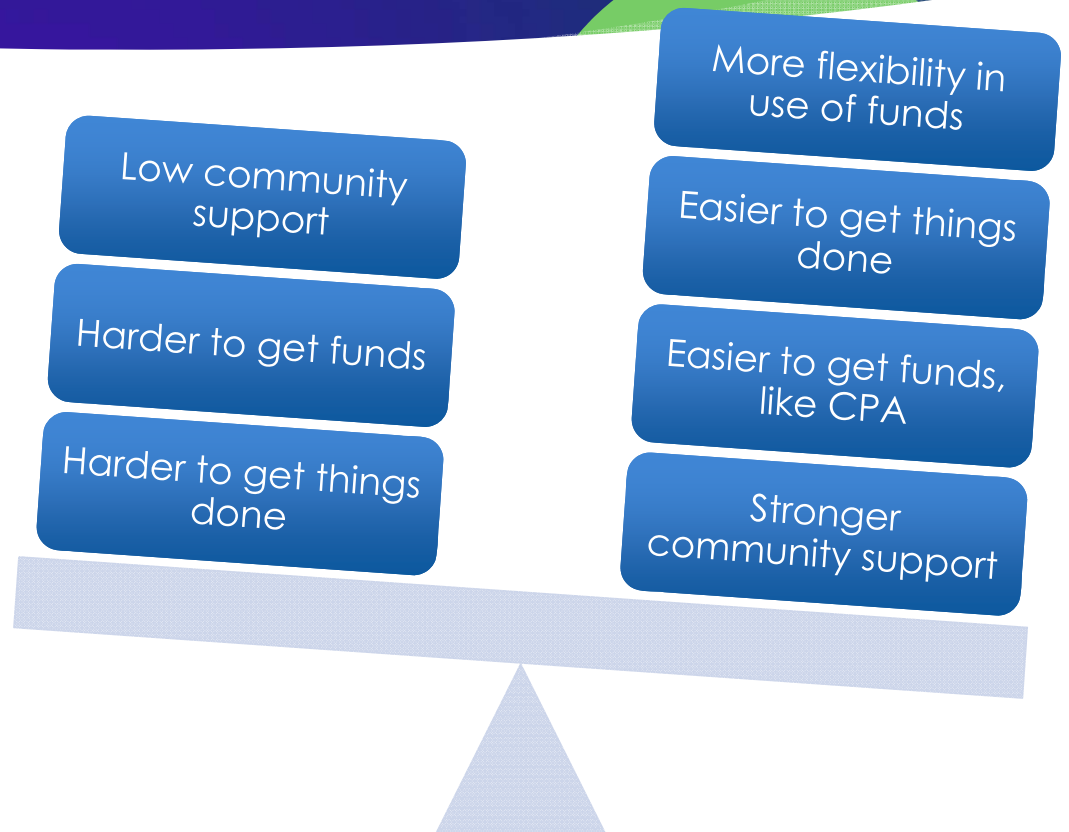 Low community
support
Harder to get funds
Harder to get things
done
More flexibility in
use of funds
Easier to get things
done
Easier to get funds,
like CPA
Stronger
community support